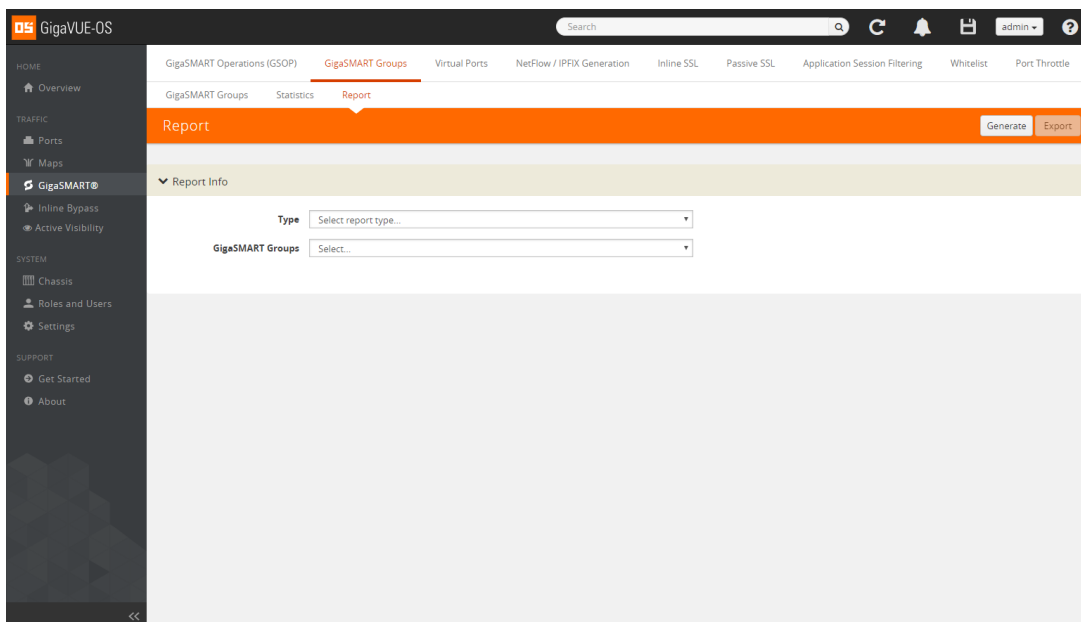 GigaVUE-OS
Search
admin
HOME
Overview
TRAFFIC
Ports
Maps
GigaSMART®
Inline Bypass
Active Visibility
SYSTEM
Chassis
Roles and Users
Settings
SUPPORT
Get Started
About
GigaSMART Operations (GSOP) GigaSMART Groups Virtual Ports NetFlow / IPFIX Generation Inline SSL Passive SSL Application Session Filtering Whitelist Port Throttle
GigaSMART Groups Statistics Report
Report
Generate Export
Report Info
Type Select report type...
GigaSMART Groups Select...